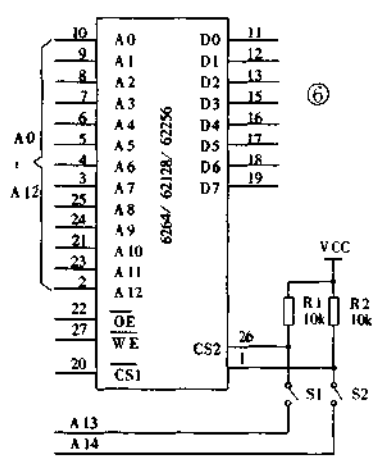 10 A0 D0 11
9 A1 D1 12
8 A2 D2 13
7 A3 D3 15
6 A4 D4 16
5 A5 D5 17
4 A6 D6 18
3 A7 D7 19
25 A8
24 A9
21 A10
23 A11
2 A12
A0
A12
22 OE
27 WE
20 CS1
6264/ 62128/ 62256
⑥
VCC
R1 R2
10k 10k
CS2 26
1
S1 S2
A13
A14